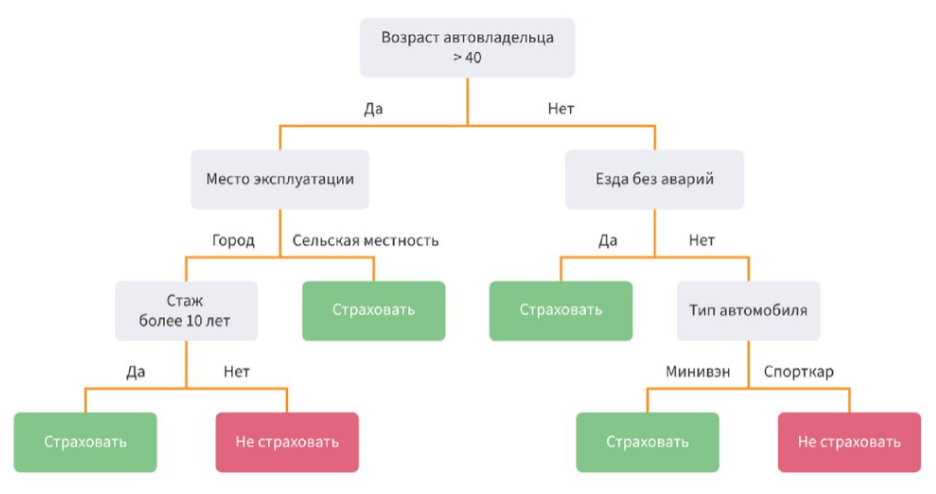 Возраст автовладельца
> 40
Да
Нет
Место эксплуатации
Езда без аварий
Город
Сельская местность
Да
Нет
Стаж
более 10 лет
Страховать
Страховать
Тип автомобиля
Да
Нет
Минивэн
Спорткар
Страховать
Не страховать
Страховать
Не страховать